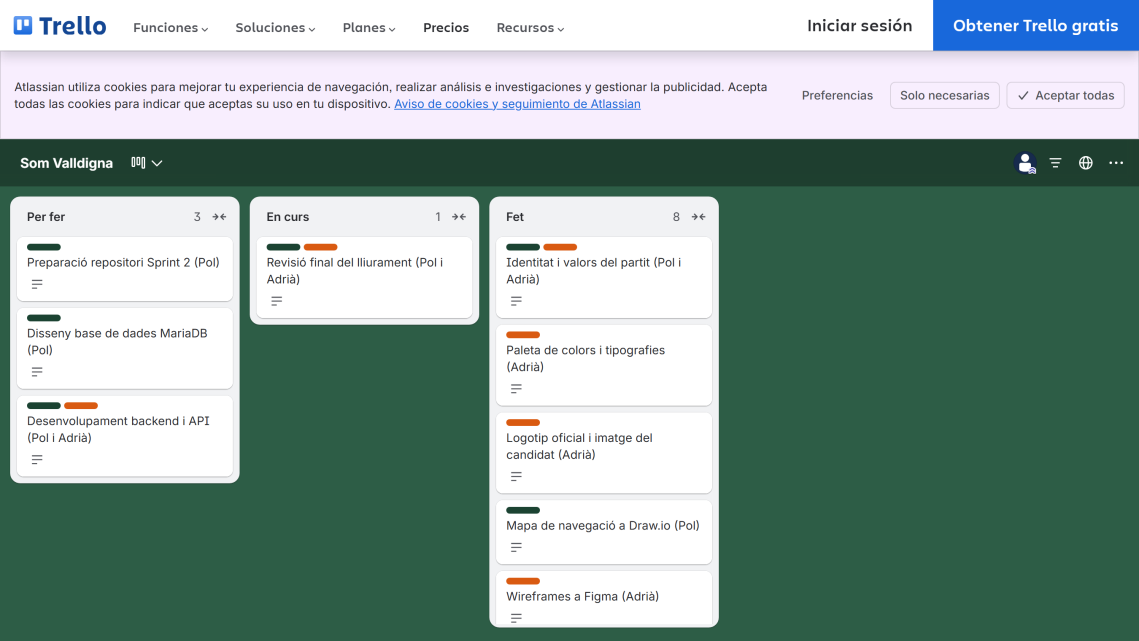 Trello
Funciones
Soluciones
Planes
Precios
Recursos
Iniciar sesión
Obtener Trello gratis
Atlassian utiliza cookies para mejorar tu experiencia de navegación, realizar análisis e investigaciones y gestionar la publicidad. Acepta
todas las cookies para indicar que aceptas su uso en tu dispositivo. Aviso de cookies y seguimiento de Atlassian
Preferencias
Solo necesarias
Aceptar todas
Som Valldigna
Per fer
3
Preparació repositori Sprint 2 (Pol)
Disseny base de dades MariaDB
(Pol)
Desenvolupament backend i API
(Pol i Adrià)
En curs
1
Revisió final del lliurament (Pol i
Adrià)
Fet
8
Identitat i valors del partit (Pol i
Adrià)
Paleta de colors i tipografies
(Adrià)
Logotip oficial i imatge del
candidat (Adrià)
Mapa de navegació a Draw.io (Pol)
Wireframes a Figma (Adrià)